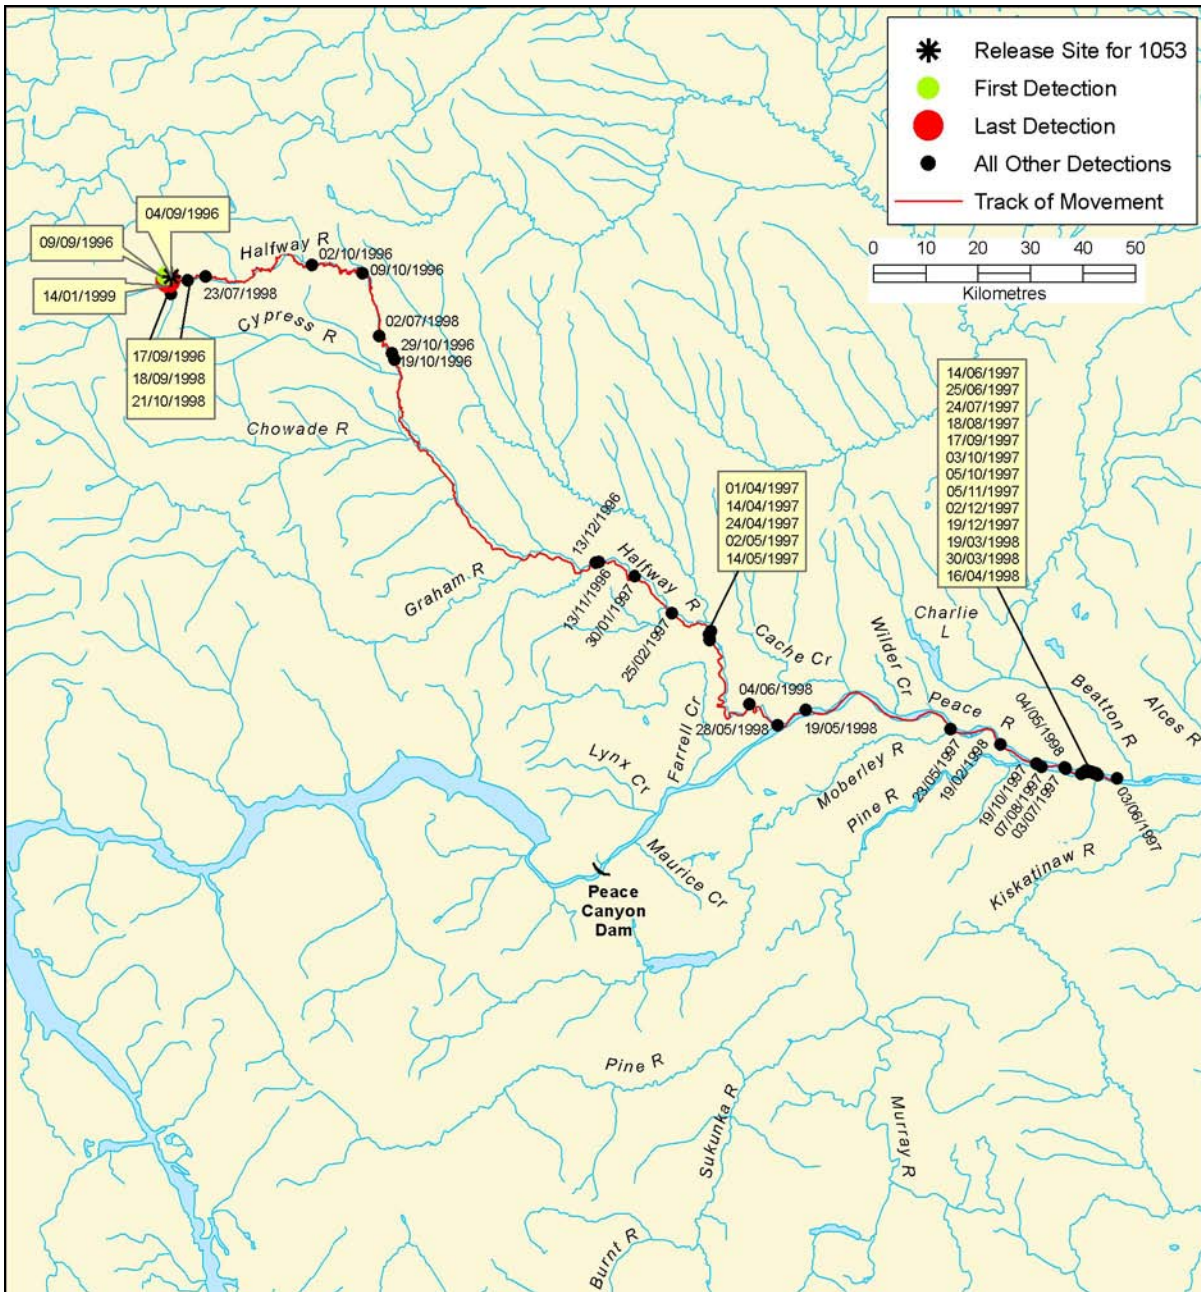 Release Site for 1053
First Detection
Last Detection
All Other Detections
Track of Movement
0 10 20 30 40 50
Kilometres
04/09/1996
09/09/1996
14/01/1999
17/09/1996
18/09/1998
21/10/1998
23/07/1998
Halfway R
02/10/1996
09/10/1996
Cypress R
02/07/1998
29/10/1996
19/10/1996
Chowade R
Graham R
13/12/1996
13/11/1996
Halfway R
30/01/1997
25/02/1997
01/04/1997
14/04/1997
24/04/1997
02/05/1997
14/05/1997
14/06/1997
25/06/1997
24/07/1997
18/08/1997
17/09/1997
03/10/1997
05/10/1997
05/11/1997
02/12/1997
19/12/1997
19/03/1998
30/03/1998
16/04/1998
Charlie
L
Cache Cr
Wilder Cr
Peace R
Beatton R
Alces R
04/06/1998
28/05/1998
19/05/1998
04/05/1998
Farrell Cr
Lynx Cr
Moberley R
Pine R
23/05/1997
19/02/1998
19/10/1997
07/08/1997
03/07/1997
03/06/1997
Kiskatinaw R
Maurice Cr
Peace
Canyon
Dam
Pine R
Sukunka R
Murray R
Burnt R